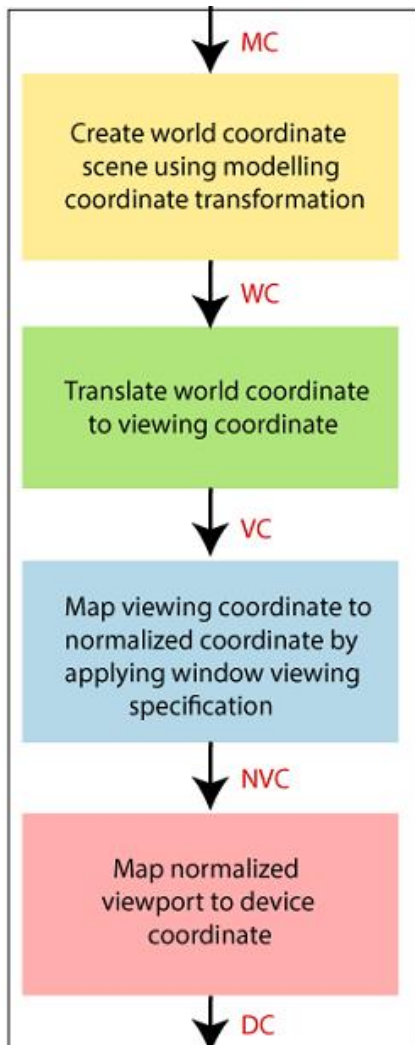 MC
Create world coordinate
scene using modelling
coordinate transformation
WC
Translate world coordinate
to viewing coordinate
VC
Map viewing coordinate to
normalized coordinate by
applying window viewing
specification
NVC
Map normalized
viewport to device
coordinate
DC